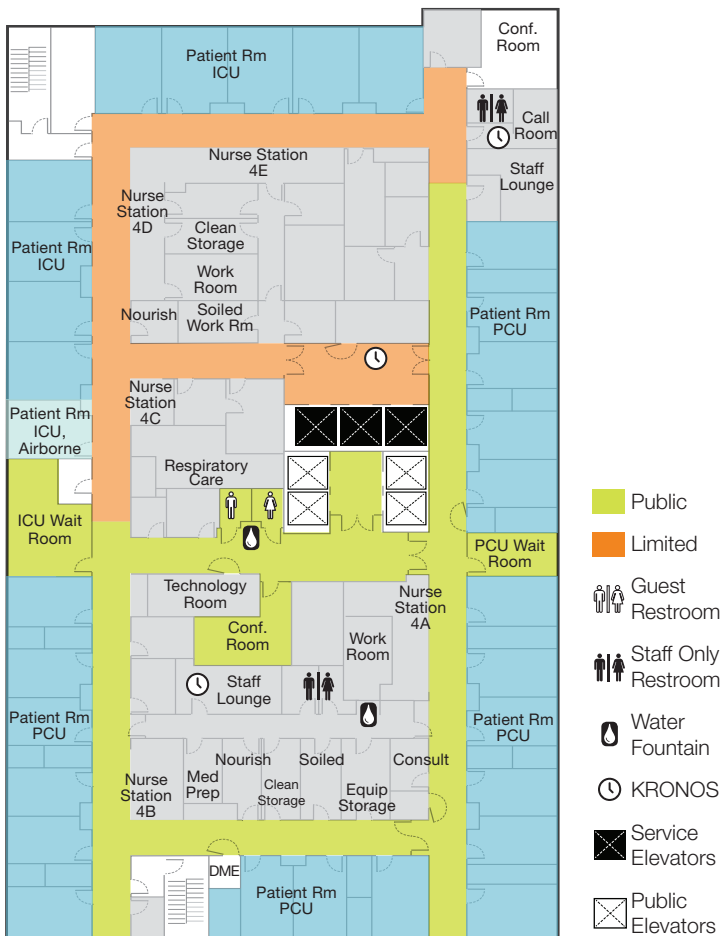 Conf.
Room
Patient Rm
ICU
Call
Room
Nurse Station
4E
Staff
Lounge
Nurse
Station
4D
Clean
Storage
Patient Rm
ICU
Work
Room
Nourish
Soiled
Work Rm
Patient Rm
PCU
Nurse
Station
4C
Patient Rm
ICU,
Airborne
Respiratory
Care
ICU Wait
Room
PCU Wait
Room
Technology
Room
Nurse
Station
4A
Conf.
Room
Work
Room
Staff
Lounge
Patient Rm
PCU
Patient Rm
PCU
Nurse
Station
4B
Med
Prep
Nourish
Clean
Storage
Soiled
Equip
Storage
Consult
DME
Patient Rm
PCU
Public
Limited
Guest
Restroom
Staff Only
Restroom
Water
Fountain
KRONOS
Service
Elevators
Public
Elevators